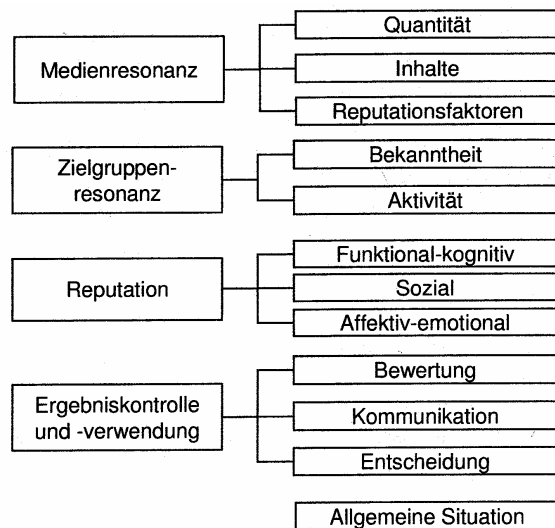 Medienresonanz
Quantität
Inhalte
Reputationsfaktoren
Zielgruppen-
resonanz
Bekanntheit
Aktivität
Reputation
Funktional-kognitiv
Sozial
Affektiv-emotional
Ergebniskontrolle
und -verwendung
Bewertung
Kommunikation
Entscheidung
Allgemeine Situation